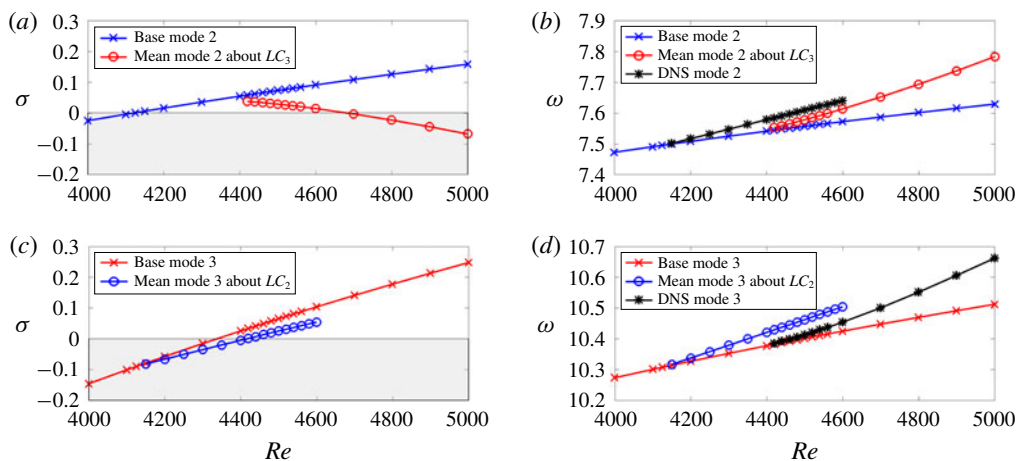 (a)
0.3
0.2
0.1
0
−0.1
−0.2
σ
Base mode 2
Mean mode 2 about LC3
4000 4200 4400 4600 4800 5000
(b)
7.9
7.8
7.7
7.6
7.5
7.4
ω
Base mode 2
Mean mode 2 about LC3
DNS mode 2
4000 4200 4400 4600 4800 5000
(c)
0.3
0.2
0.1
0
−0.1
−0.2
σ
Base mode 3
Mean mode 3 about LC2
4000 4200 4400 4600 4800 5000
Re
(d)
10.7
10.6
10.5
10.4
10.3
10.2
ω
Base mode 3
Mean mode 3 about LC2
DNS mode 3
4000 4200 4400 4600 4800 5000
Re